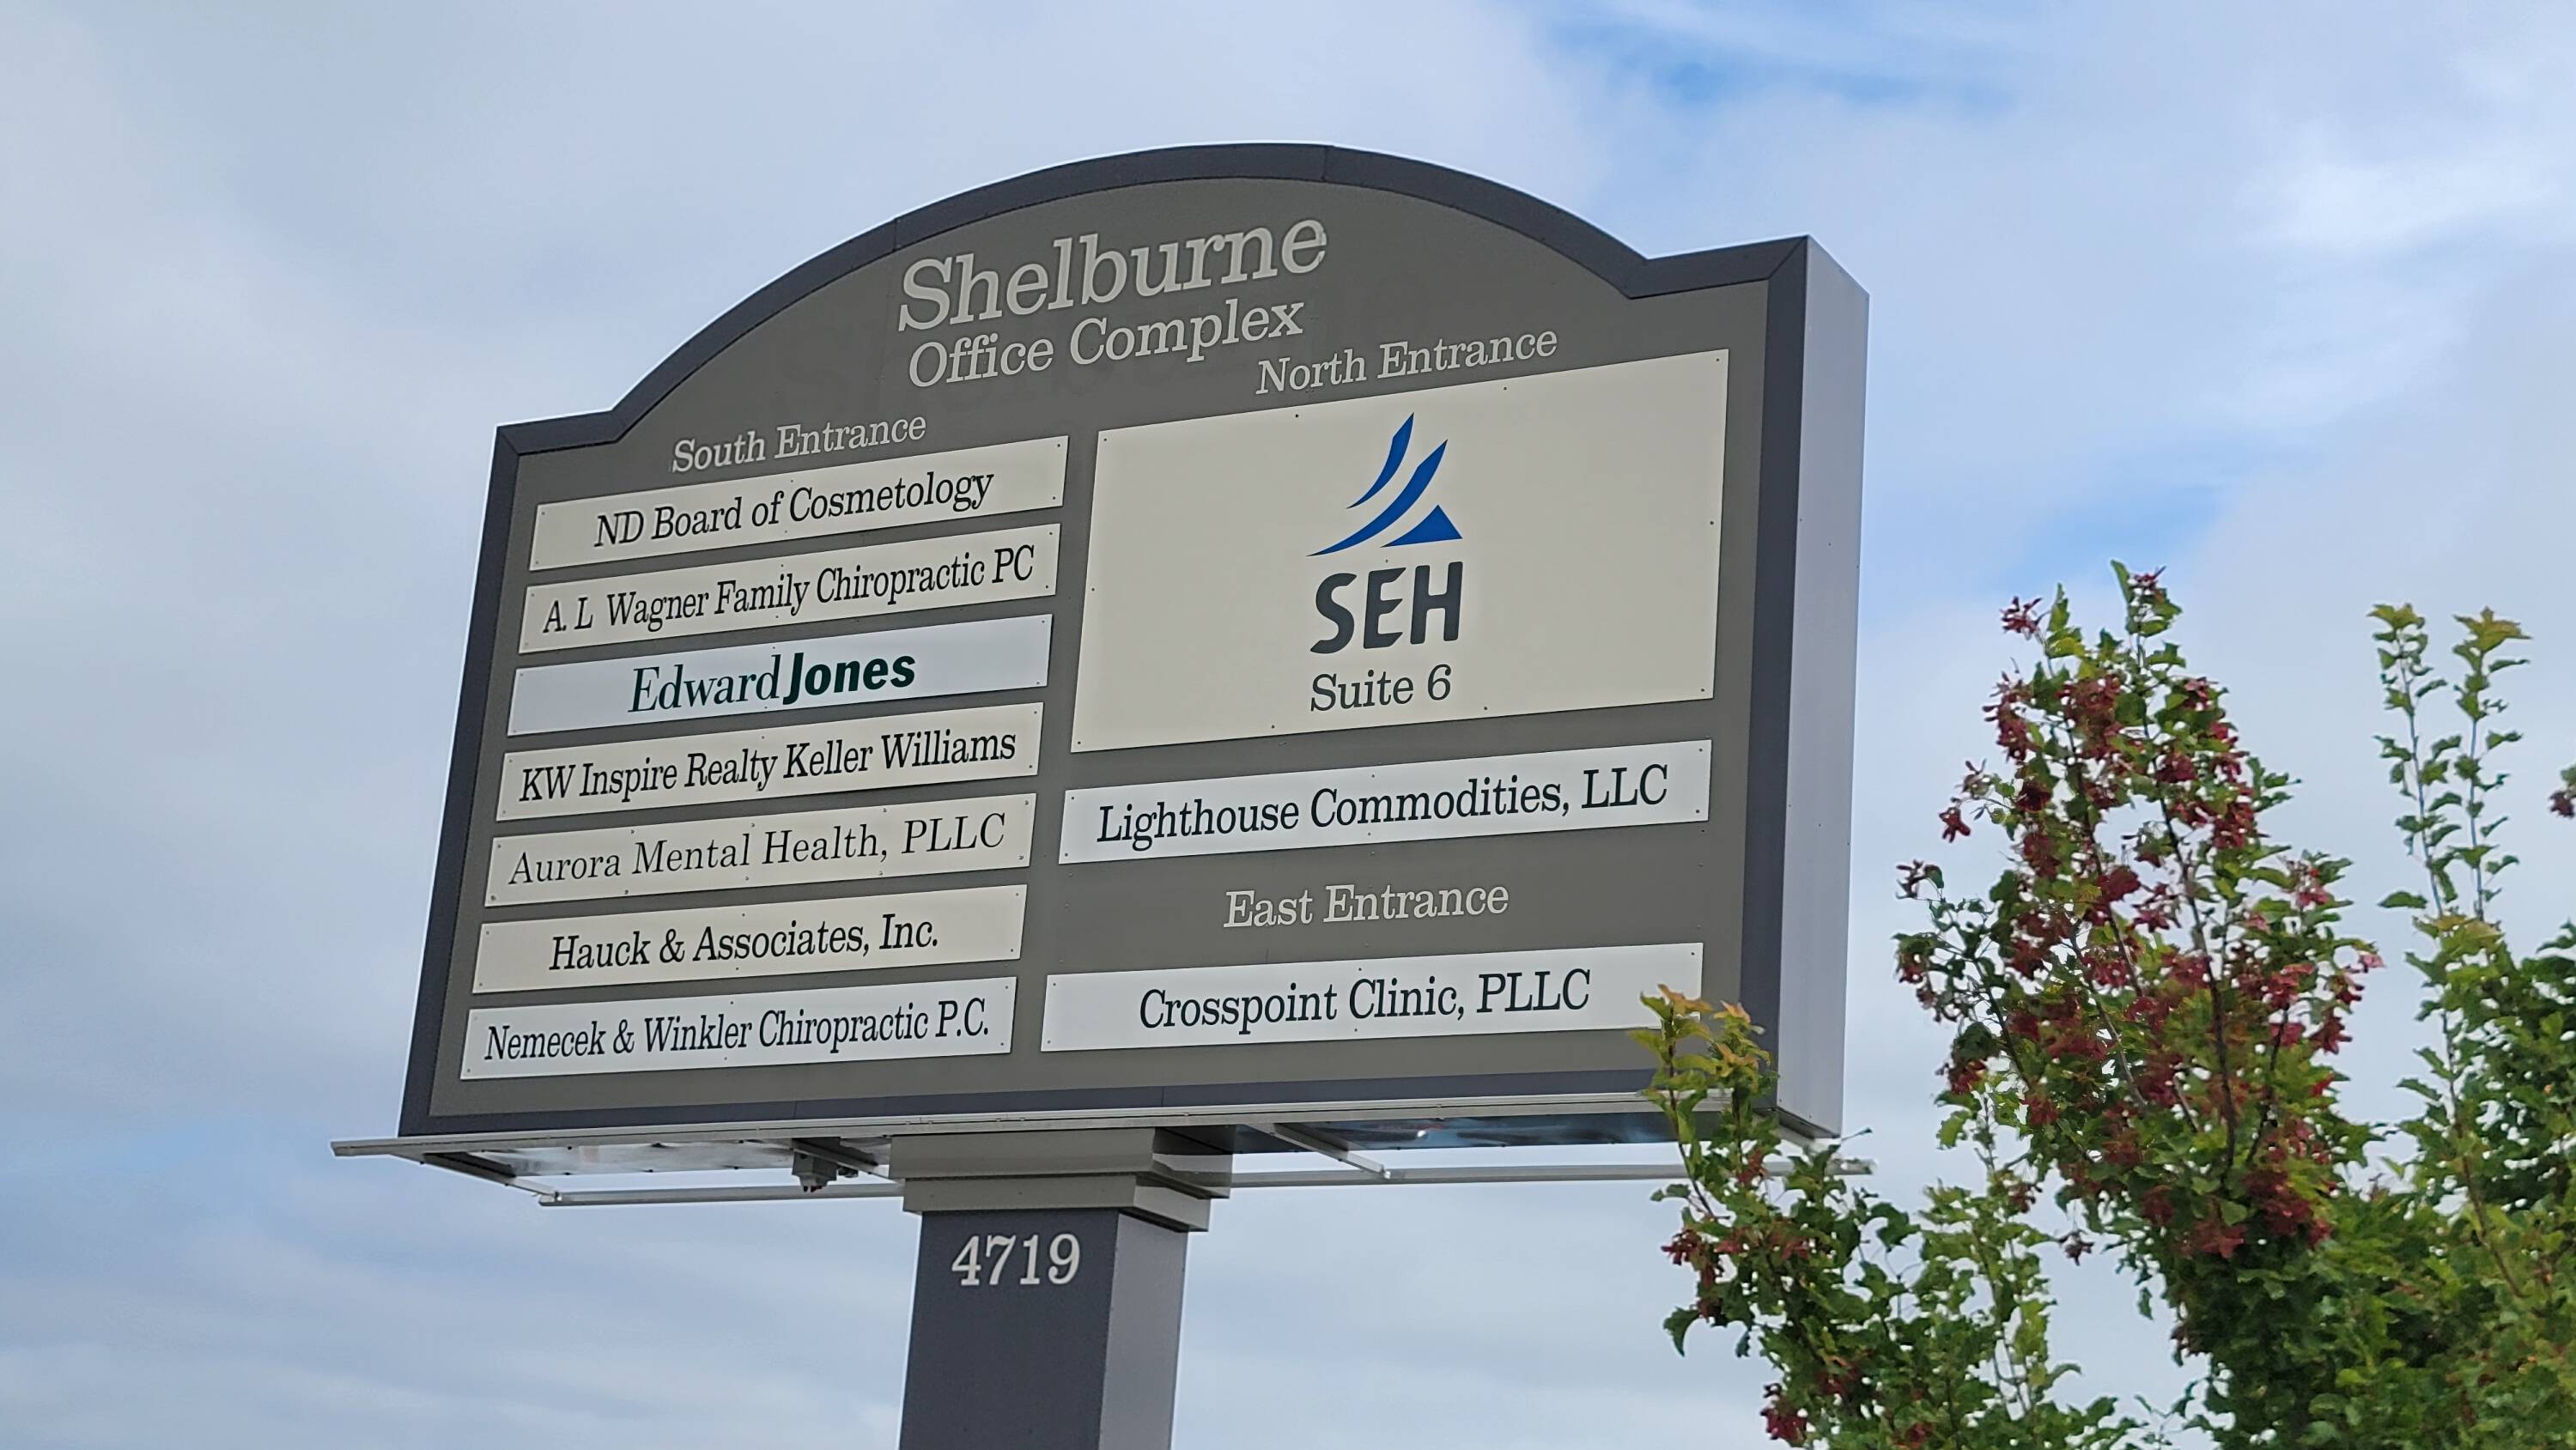 Shelburne
Office Complex
South Entrance
ND Board of Cosmetology
A. L Wagner Family Chiropractic PC
Edward Jones
KW Inspire Realty Keller Williams
Aurora Mental Health, PLLC
Hauck & Associates, Inc.
Nemecek & Winkler Chiropractic P.C.
North Entrance
SEH
Suite 6
Lighthouse Commodities, LLC
East Entrance
Crosspoint Clinic, PLLC
4719